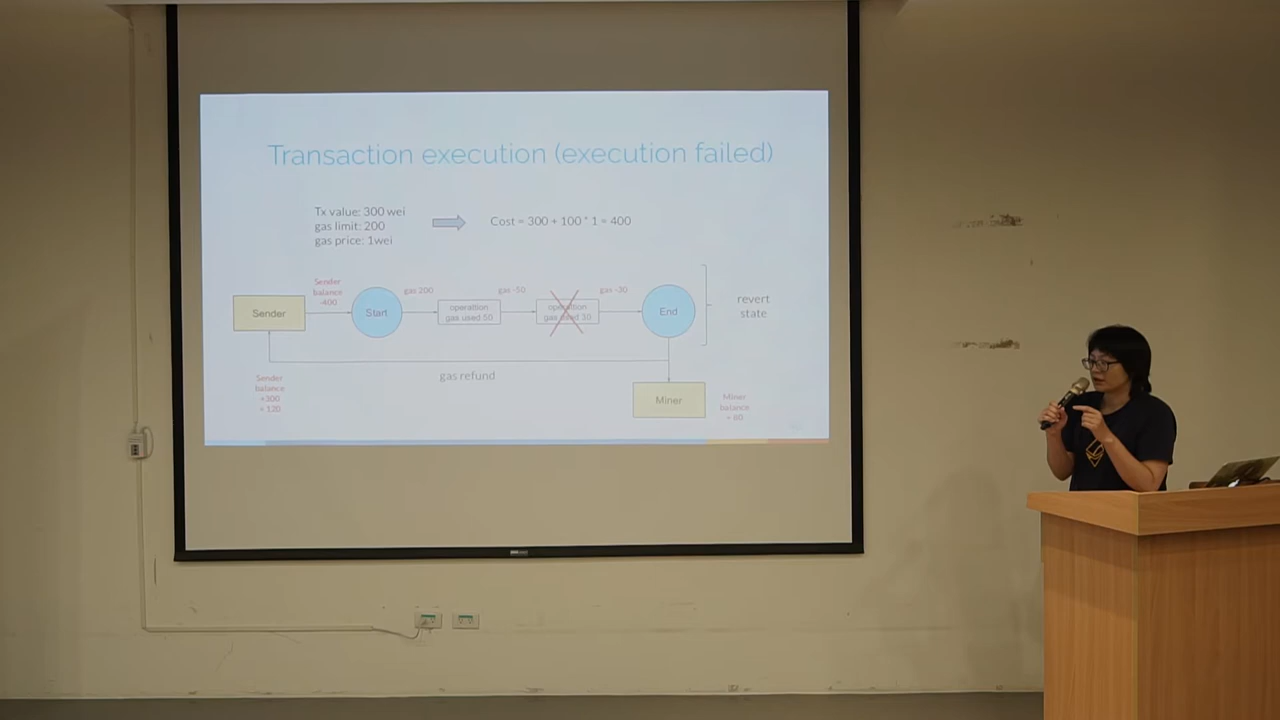 Transaction execution (execution failed)
Tx value: 300 wei
gas limit: 200
gas price: 1wei
Cost = 300 + 100 * 1 = 400
Sender
balance
-400
Sender
Start
gas 200
operaltion
gas used 50
gas -50
gas used 30
gas -30
End
revert
state
gas refund
Sender
balance
+300
+ 120
Miner
Miner
balance
+ 80